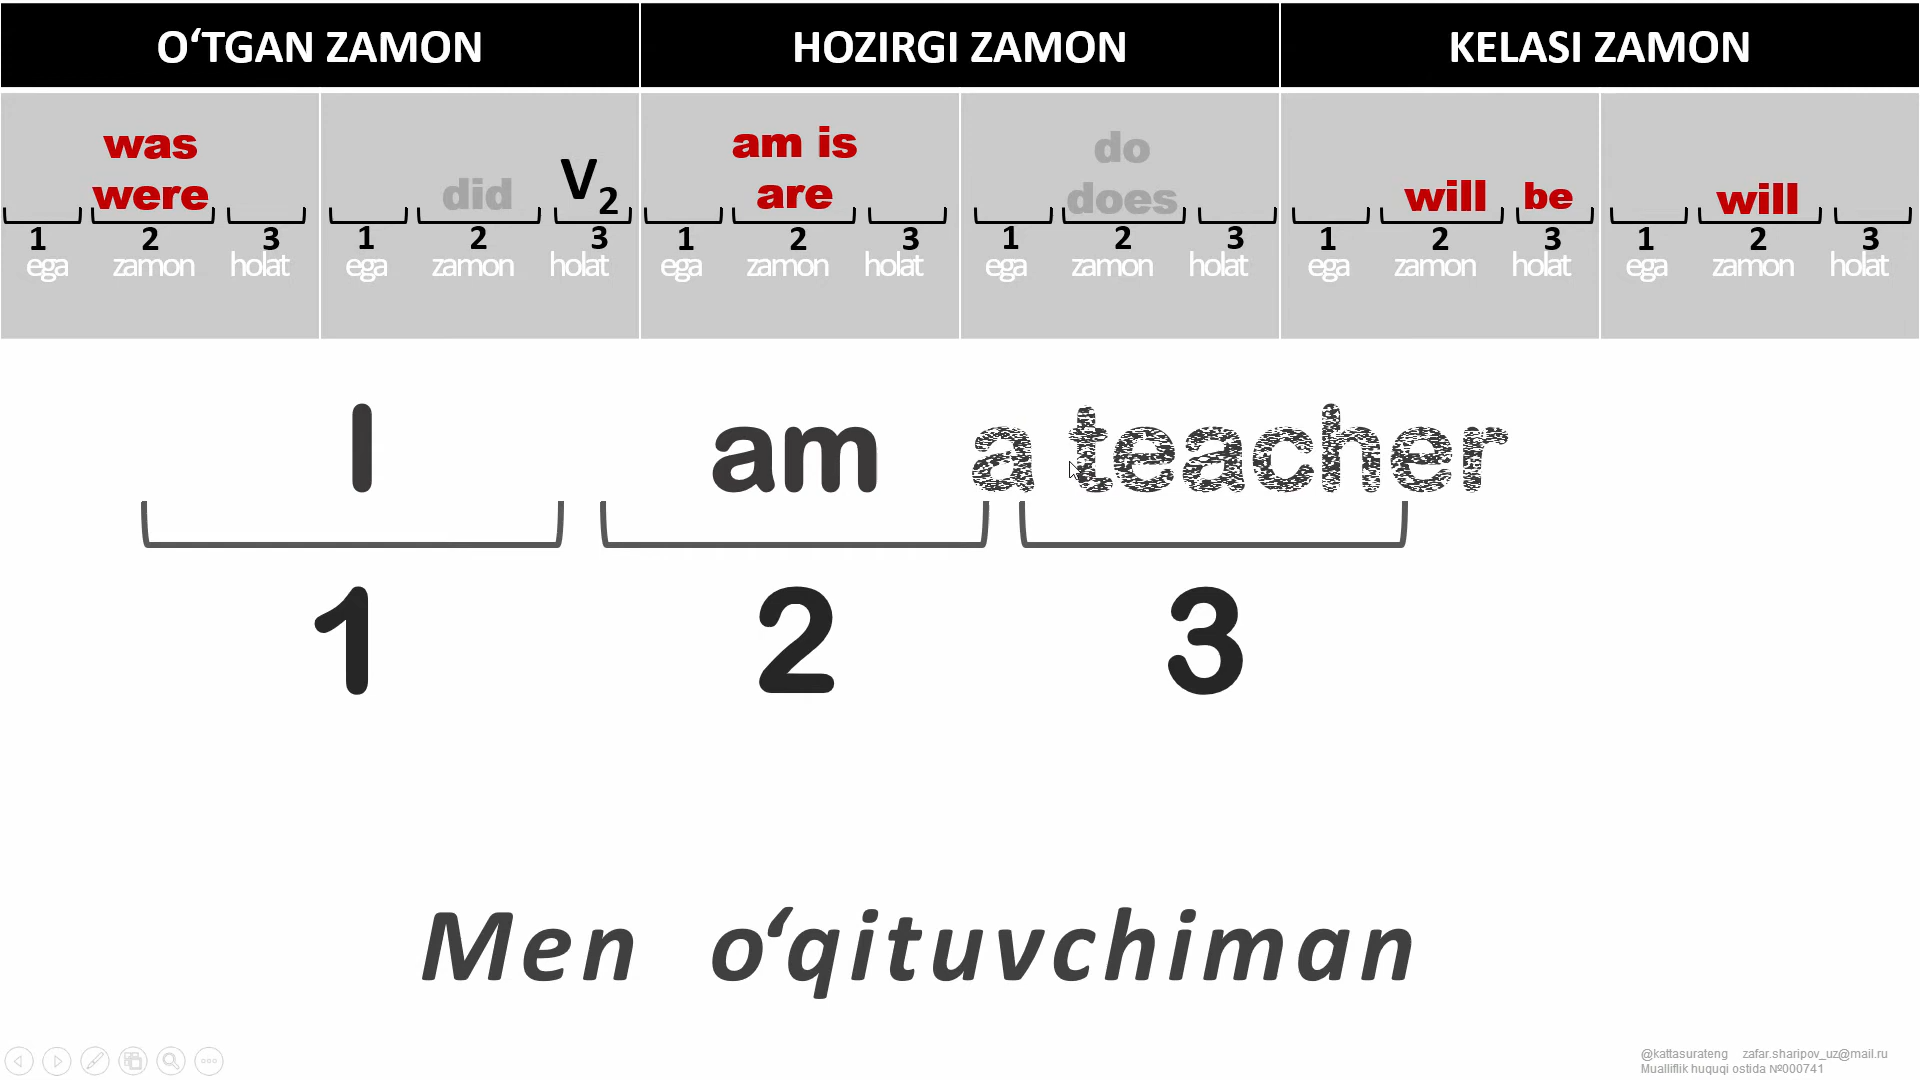 O‘TGAN ZAMON HOZIRGI ZAMON KELASI ZAMON
was am is do
were did V2 are does will be will
1 2 3 1 2 3 1 2 3 1 2 3 1 2 3 1 2 3
ega zamon holat ega zamon holat ega zamon holat ega zamon holat ega zamon holat ega zamon holat
I am a teacher
1 2 3
Men o‘qituvchiman
@kattasurateng zafar.sharipov_uz@mail.ru
Mualliflik huquqi ostida №000741